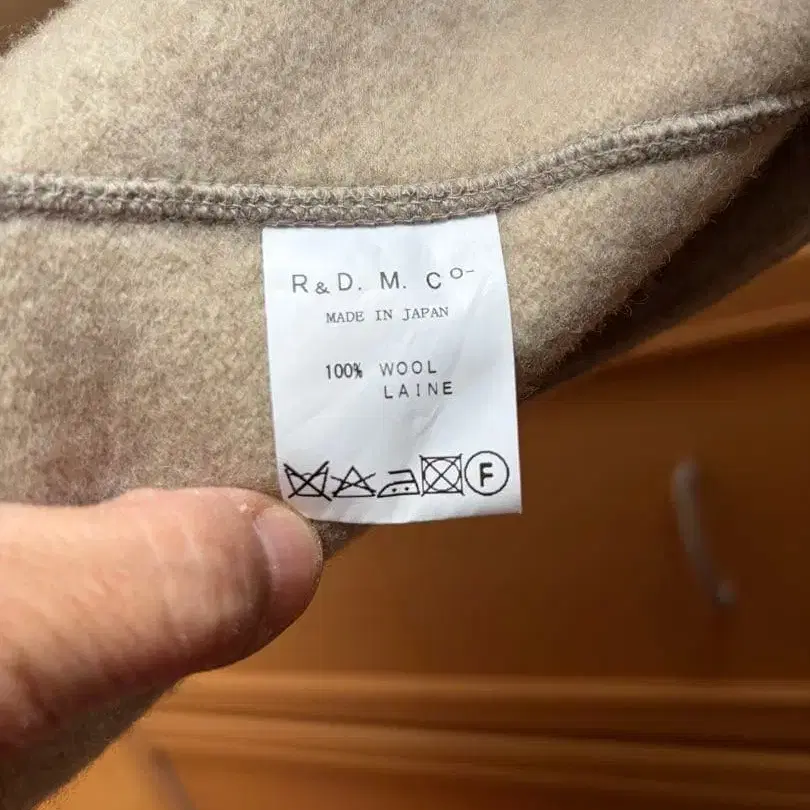 R&D. M. Co-
MADE IN JAPAN
100% WOOL
LAINE
F